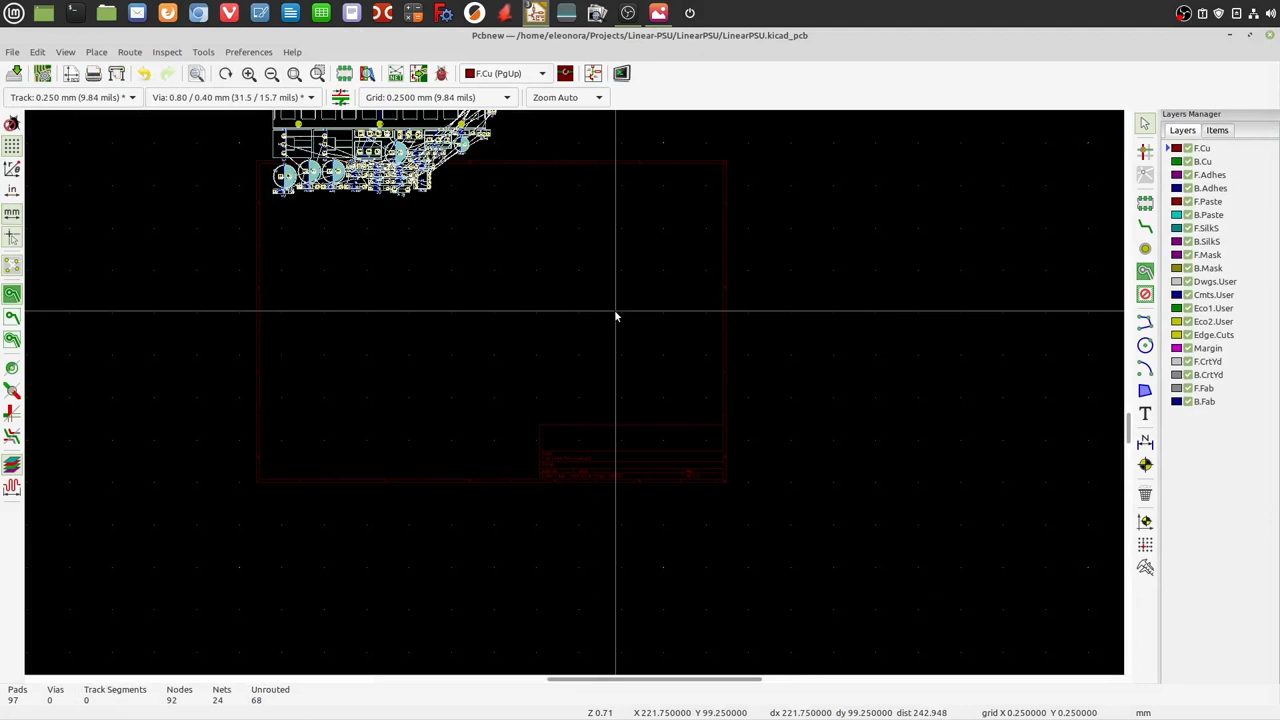 Pcbnew — /home/eleonora/Projects/Linear-PSU/LinearPSU/LinearPSU.kicad_pcb
File Edit View Place Route Inspect Tools Preferences Help
F.Cu (PgUp)
Track: 0.250 mm (9.84 mils) * Via: 0.80 / 0.40 mm (31.5 / 15.7 mils) * Grid: 0.2500 mm (9.84 mils) Zoom Auto
Layers Manager
Layers Items
F.Cu
B.Cu
F.Adhes
B.Adhes
F.Paste
B.Paste
F.SilkS
B.SilkS
F.Mask
B.Mask
Dwgs.User
Cmts.User
Eco1.User
Eco2.User
Edge.Cuts
Margin
F.CrtYd
B.CrtYd
F.Fab
B.Fab
in
mm
T
N
NET
Pads Vias Track Segments Nodes Nets Unrouted
97 0 0 92 24 68
Z 0.71 X 221.750000 Y 99.250000 dx 221.750000 dy 99.250000 dist 242.948 grid X 0.250000 Y 0.250000 mm